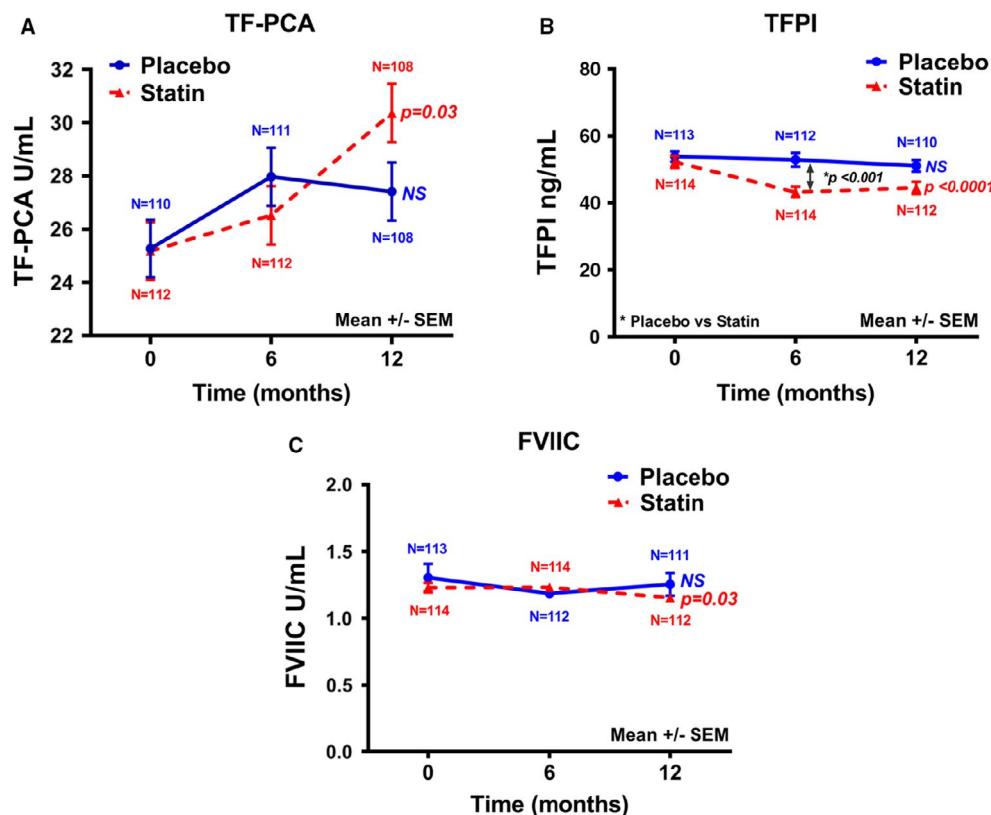 A
TF-PCA
Placebo
Statin
TF-PCA U/mL
32
30
28
26
24
22
N=110
N=112
N=111
N=112
N=108
p=0.03
NS
N=108
Mean +/- SEM
0 6 12
Time (months)
B
TFPI
Placebo
Statin
TFPI ng/mL
80
60
40
20
0
N=113
N=114
N=112
*p <0.001
N=114
N=110
NS
p <0.0001
N=112
* Placebo vs Statin
Mean +/- SEM
0 6 12
Time (months)
C
FVIIC
Placebo
Statin
FVIIC U/mL
2.0
1.5
1.0
0.5
0.0
N=113
N=114
N=114
N=112
N=111
NS
p=0.03
N=112
Mean +/- SEM
0 6 12
Time (months)